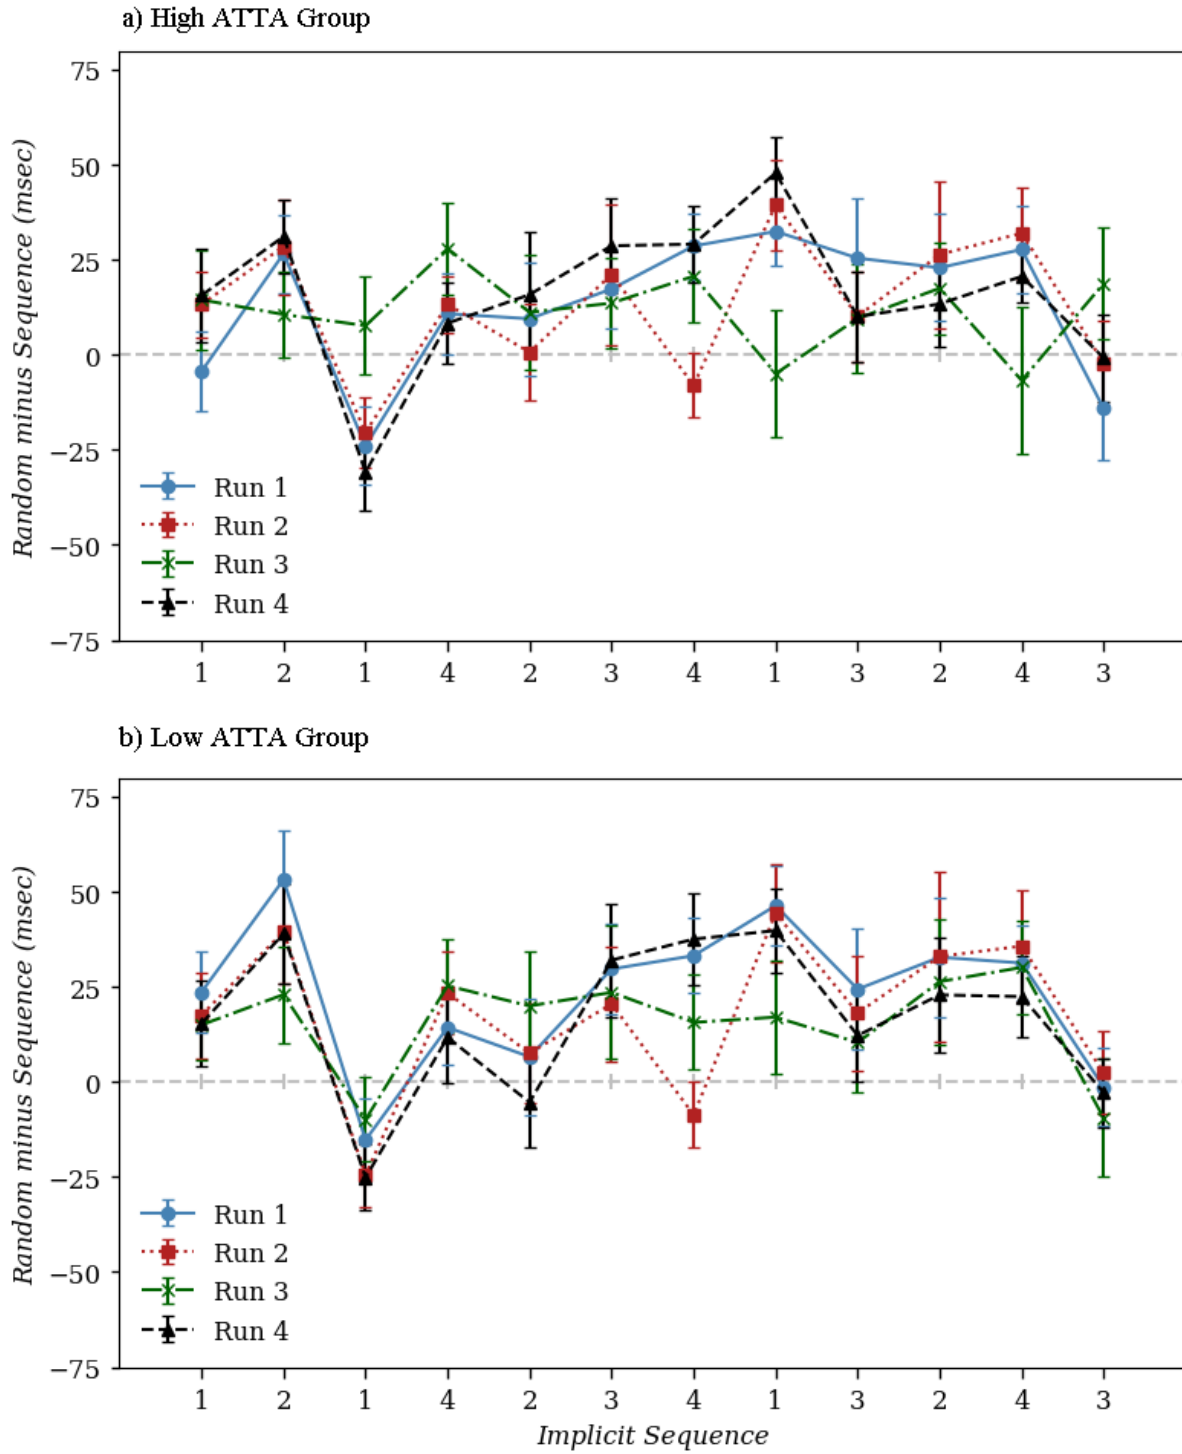 a) High ATTA Group
75
50
25
0
−25
−50
−75
Random minus Sequence (msec)
Run 1
Run 2
Run 3
Run 4
1 2 1 4 2 3 4 1 3 2 4 3
b) Low ATTA Group
75
50
25
0
−25
−50
−75
Random minus Sequence (msec)
Run 1
Run 2
Run 3
Run 4
1 2 1 4 2 3 4 1 3 2 4 3
Implicit Sequence